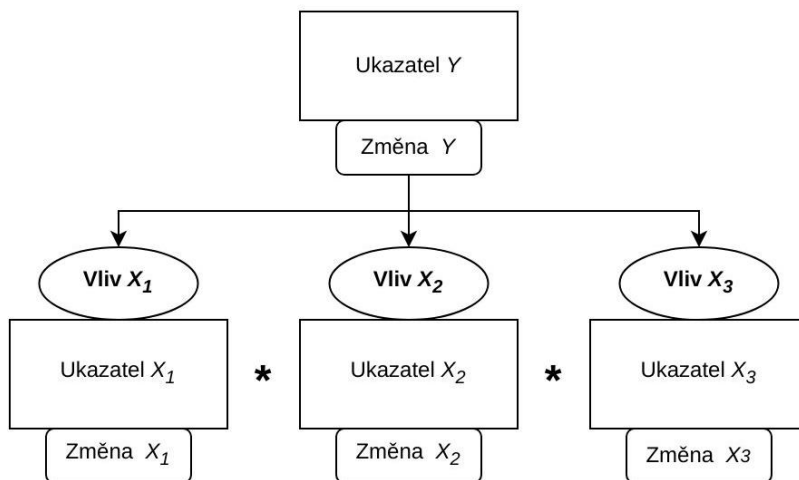 Ukazatel Y
Změna Y
Vliv X1
Vliv X2
Vliv X3
Ukazatel X1
*
Ukazatel X2
*
Ukazatel X3
Změna X1
Změna X2
Změna X3